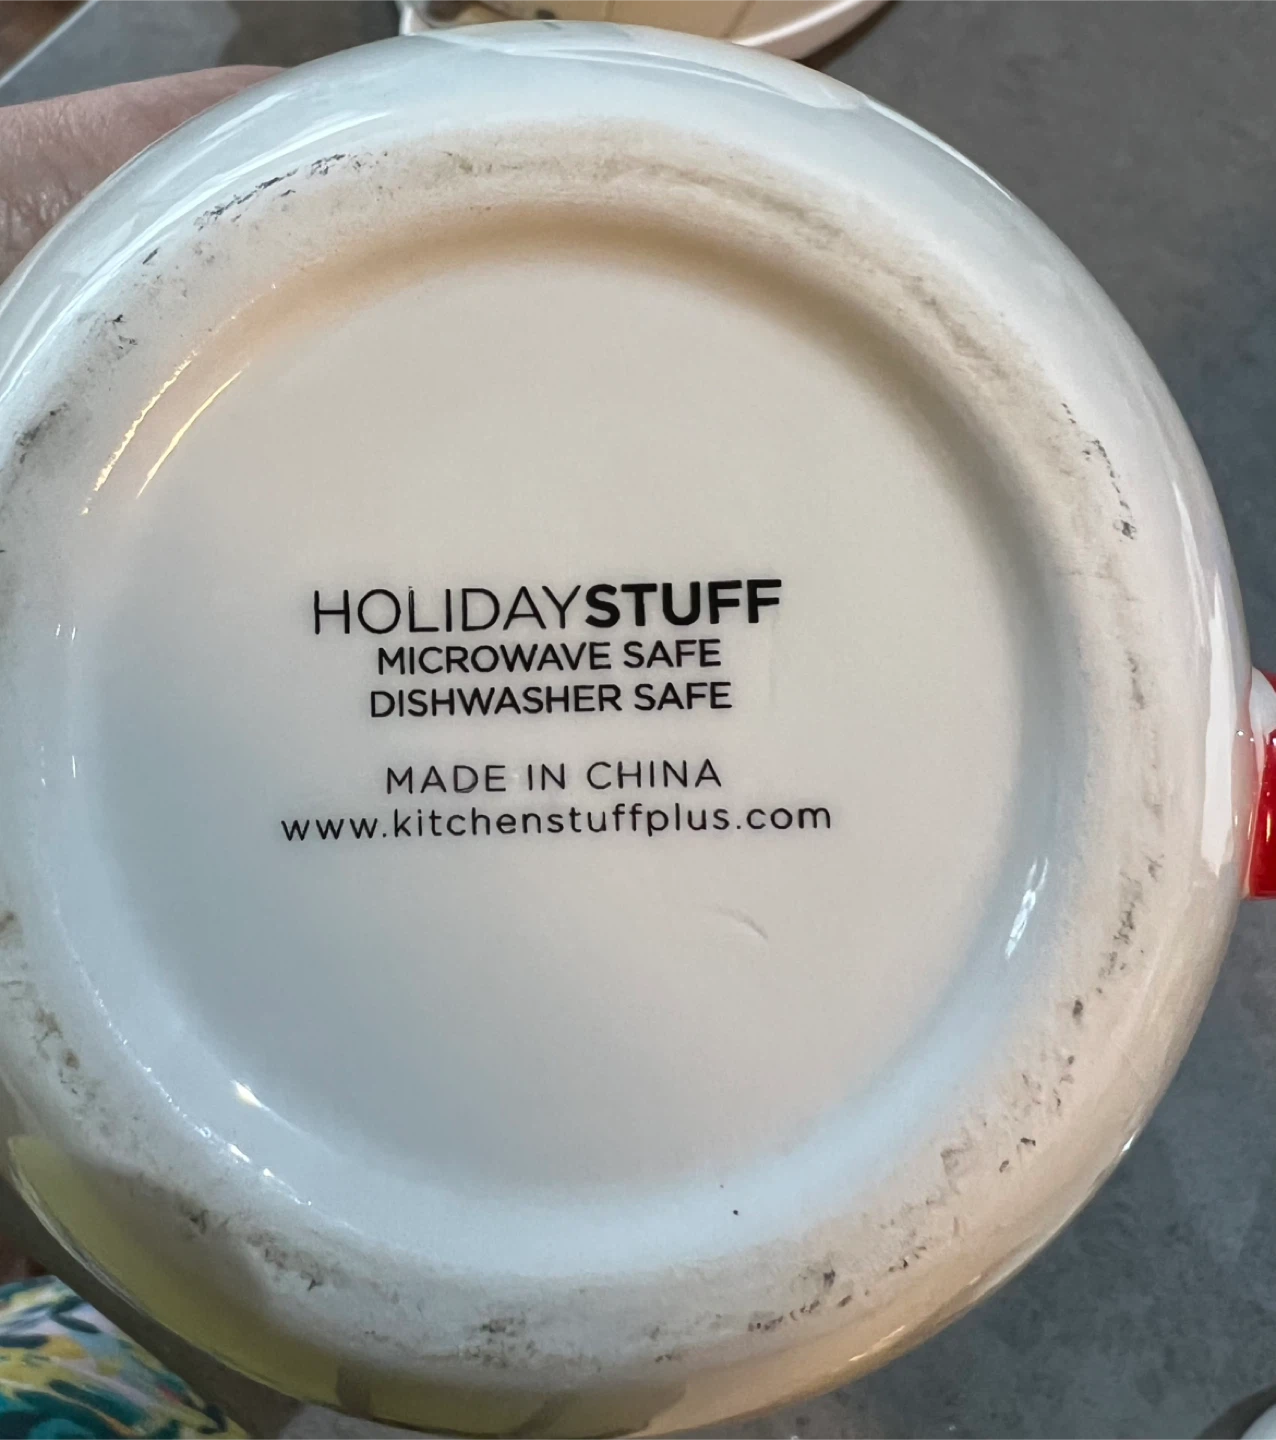 HOLIDAYSTUFF
MICROWAVE SAFE
DISHWASHER SAFE
MADE IN CHINA
www.kitchenstuffplus.com